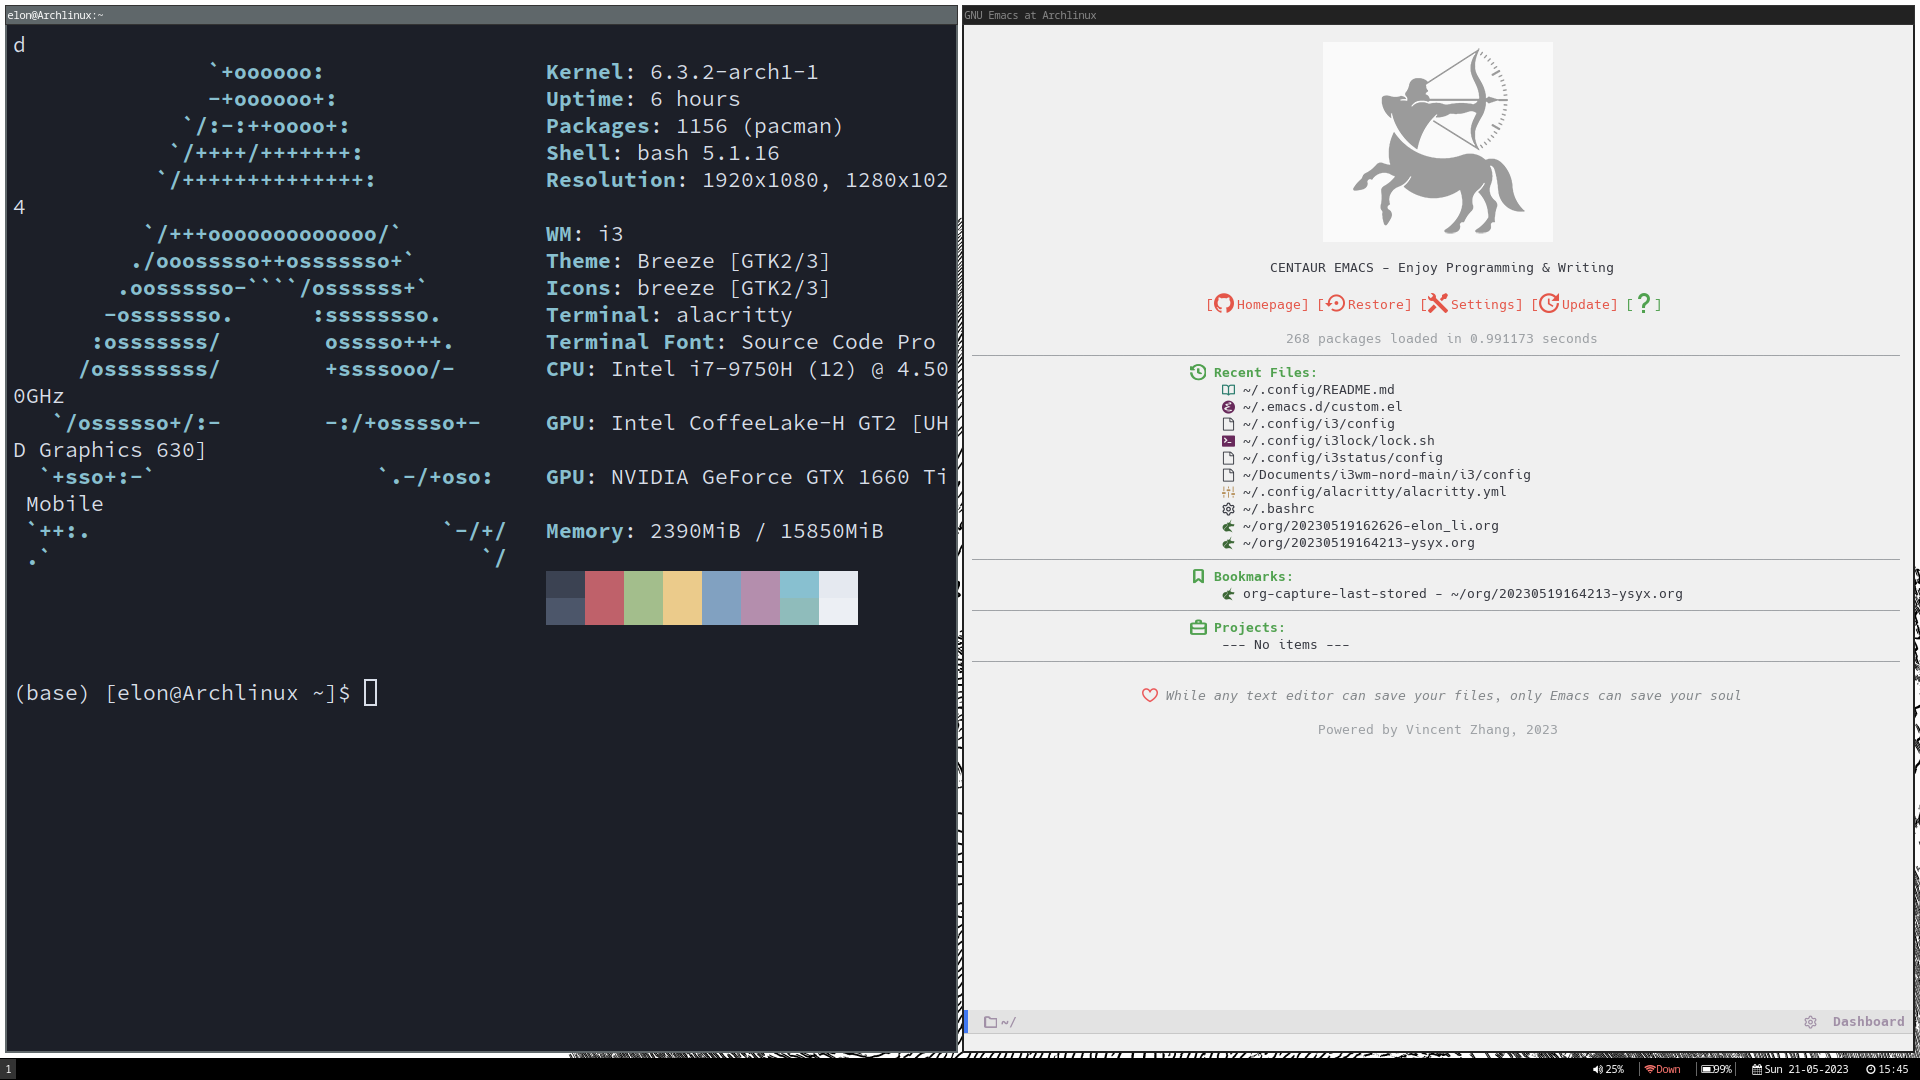 elon@Archlinux:~
d
`+oooooo: Kernel: 6.3.2-arch1-1
-+oooooo+: Uptime: 6 hours
`/:-:++oooo+: Packages: 1156 (pacman)
`/++++/+++++++: Shell: bash 5.1.16
`/++++++++++++++: Resolution: 1920x1080, 1280x102
4
`/+++ooooooooooooo/` WM: i3
./ooosssso++osssssso+` Theme: Breeze [GTK2/3]
.oossssso-````/ossssss+` Icons: breeze [GTK2/3]
-osssssso. :ssssssso. Terminal: alacritty
:osssssss/ osssso+++. Terminal Font: Source Code Pro
/ossssssss/ +ssssooo/- CPU: Intel i7-9750H (12) @ 4.50
0GHz
`/ossssso+/:- -:/+osssso+- GPU: Intel CoffeeLake-H GT2 [UH
D Graphics 630]
`+sso+:-` `.-/+oso: GPU: NVIDIA GeForce GTX 1660 Ti
Mobile
`++:. `-/+/ Memory: 2390MiB / 15850MiB
.` `/
(base) [elon@Archlinux ~]$
GNU Emacs at Archlinux
CENTAUR EMACS - Enjoy Programming & Writing
[Homepage] [Restore] [Settings] [Update] [?]
268 packages loaded in 0.991173 seconds
Recent Files:
~/.config/README.md
~/.emacs.d/custom.el
~/.config/i3/config
~/.config/i3lock/lock.sh
~/.config/i3status/config
~/Documents/i3wm-nord-main/i3/config
~/.config/alacritty/alacritty.yml
~/.bashrc
~/org/20230519162626-elon_li.org
~/org/20230519164213-ysyx.org
Bookmarks:
org-capture-last-stored - ~/org/20230519164213-ysyx.org
Projects:
--- No items ---
While any text editor can save your files, only Emacs can save your soul
Powered by Vincent Zhang, 2023
~/ Dashboard
1 25% Down 99% Sun 21-05-2023 15:45